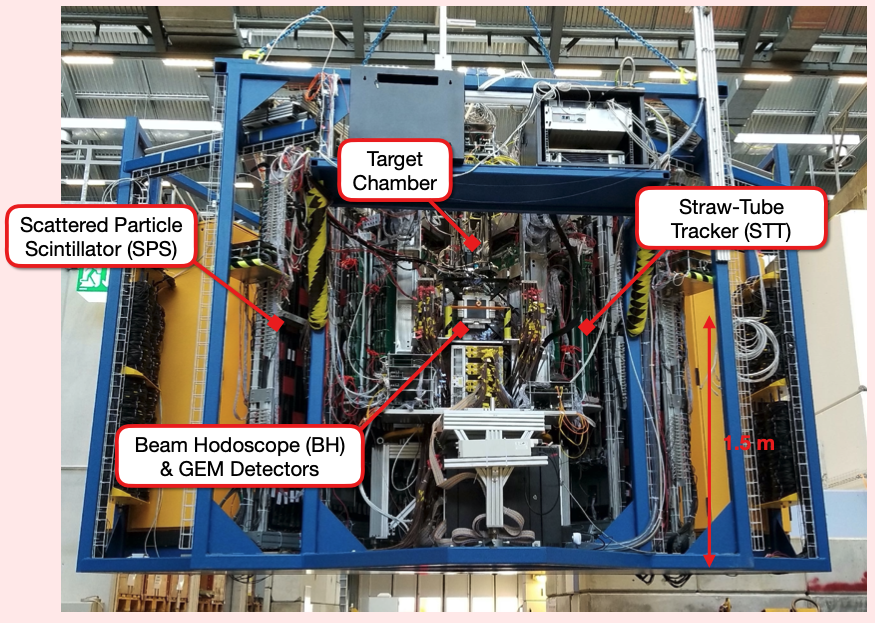 Target
Chamber
Scattered Particle
Scintillator (SPS)
Straw-Tube
Tracker (STT)
Beam Hodoscope (BH)
& GEM Detectors
1.5 m